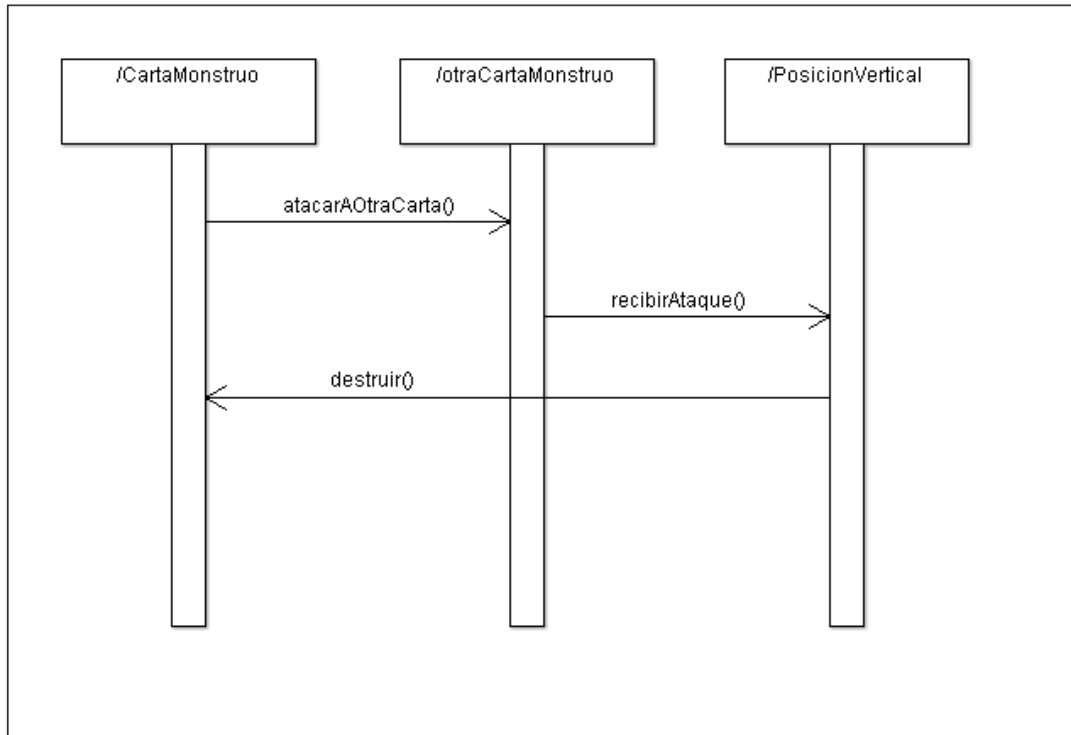 /CartaMonstruo
/otraCartaMonstruo
/PosicionVertical
atacarAOtraCarta()
recibirAtaque()
destruir()